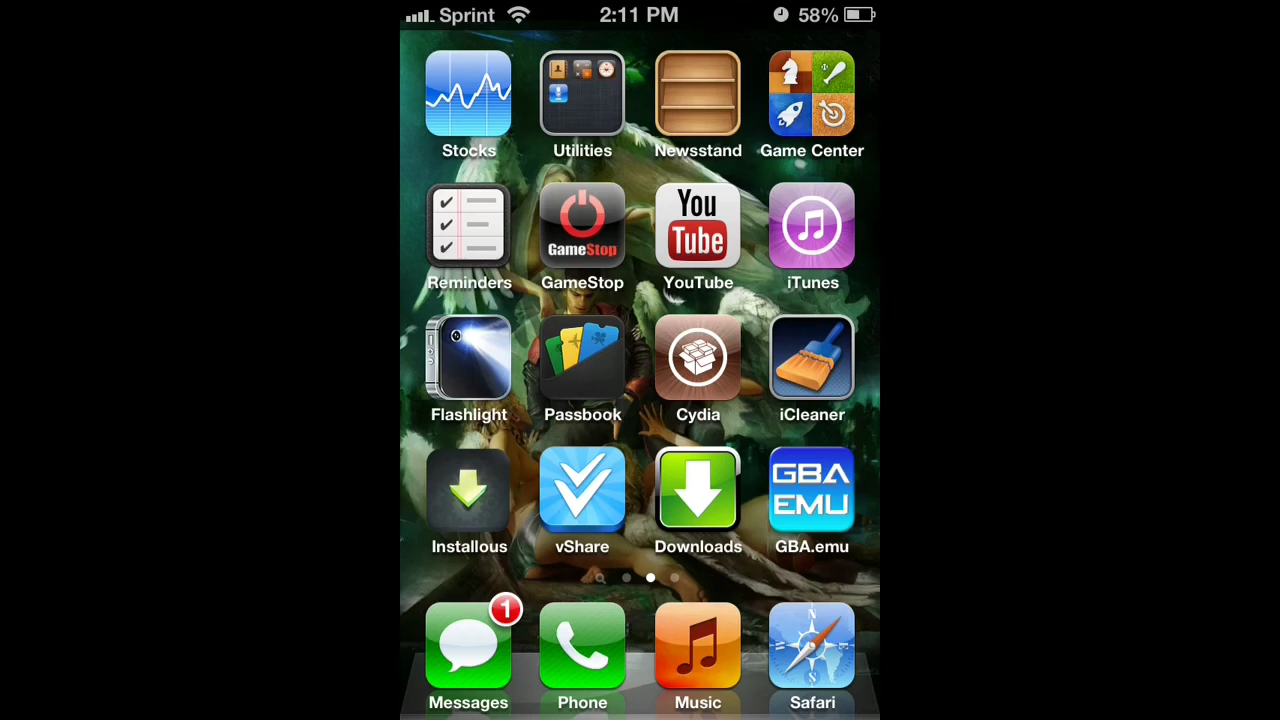 Sprint 2:11 PM 58%
Stocks Utilities Newsstand Game Center
You
Tube
GameStop
Reminders GameStop YouTube iTunes
Flashlight Passbook Cydia iCleaner
GBA
EMU
Installous vShare Downloads GBA.emu
1
N
S
Messages Phone Music Safari